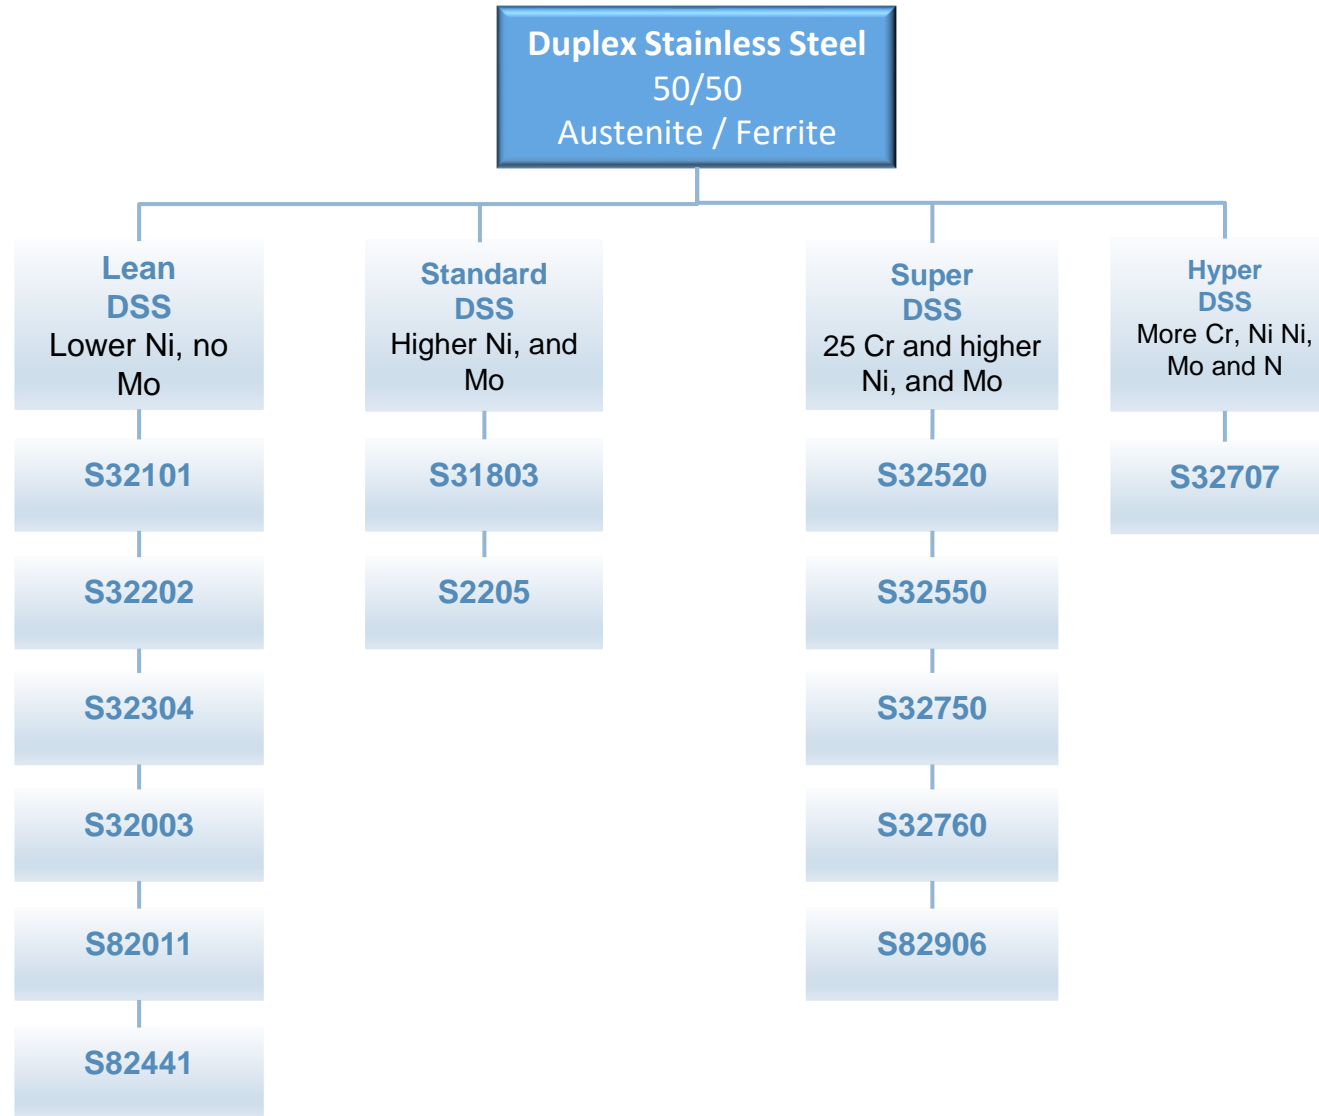 Duplex Stainless Steel
50/50
Austenite / Ferrite
Lean
DSS
Lower Ni, no
Mo
S32101
S32202
S32304
S32003
S82011
S82441
Standard
DSS
Higher Ni, and
Mo
S31803
S2205
Super
DSS
25 Cr and higher
Ni, and Mo
S32520
S32550
S32750
S32760
S82906
Hyper
DSS
More Cr, Ni Ni,
Mo and N
S32707